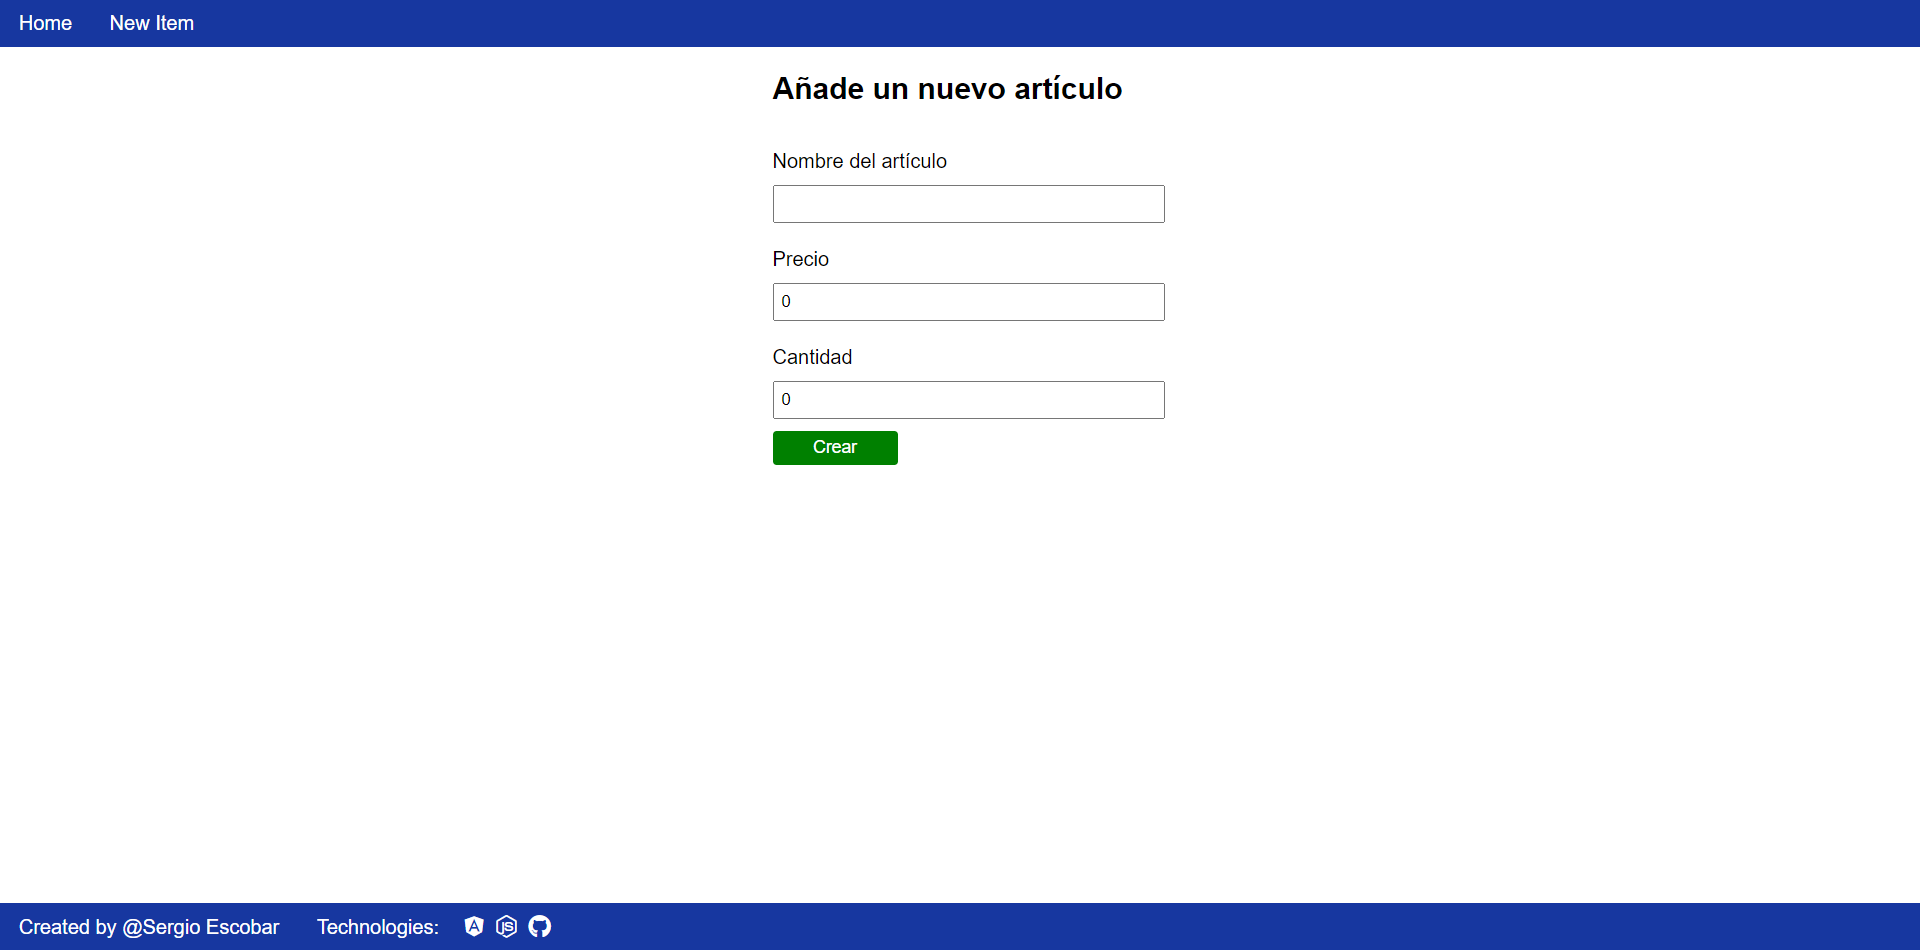 Home New Item
Añade un nuevo artículo
Nombre del artículo
Precio
0
Cantidad
0
Crear
Created by @Sergio Escobar Technologies: